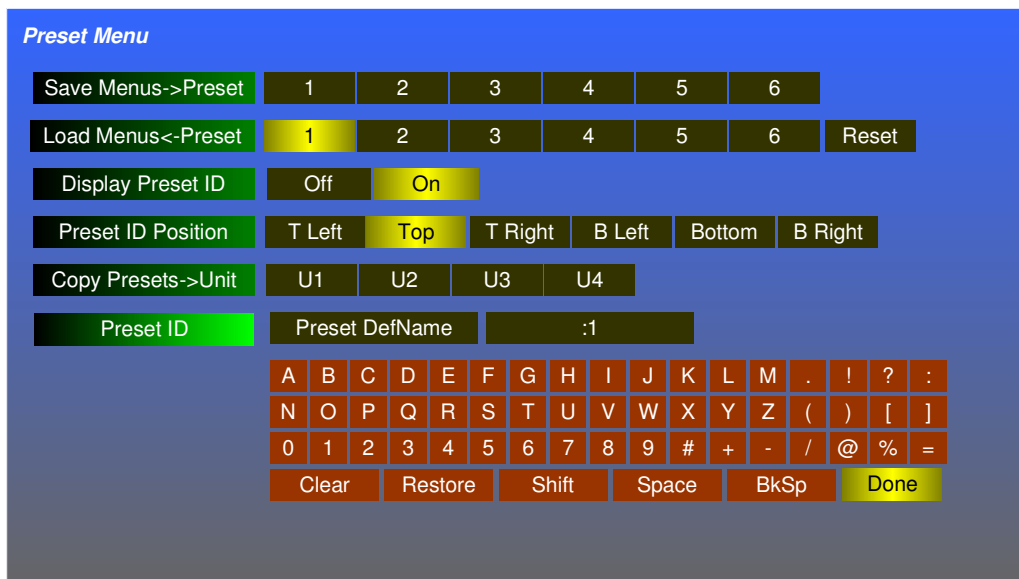 Preset Menu
Save Menus->Preset 1 2 3 4 5 6
Load Menus<-Preset 1 2 3 4 5 6 Reset
Display Preset ID Off On
Preset ID Position T Left Top T Right B Left Bottom B Right
Copy Presets->Unit U1 U2 U3 U4
Preset ID Preset DefName :1
A B C D E F G H I J K L M . ! ? :
N O P Q R S T U V W X Y Z ( ) [ ]
0 1 2 3 4 5 6 7 8 9 # + - / @ % =
Clear Restore Shift Space BkSp Done